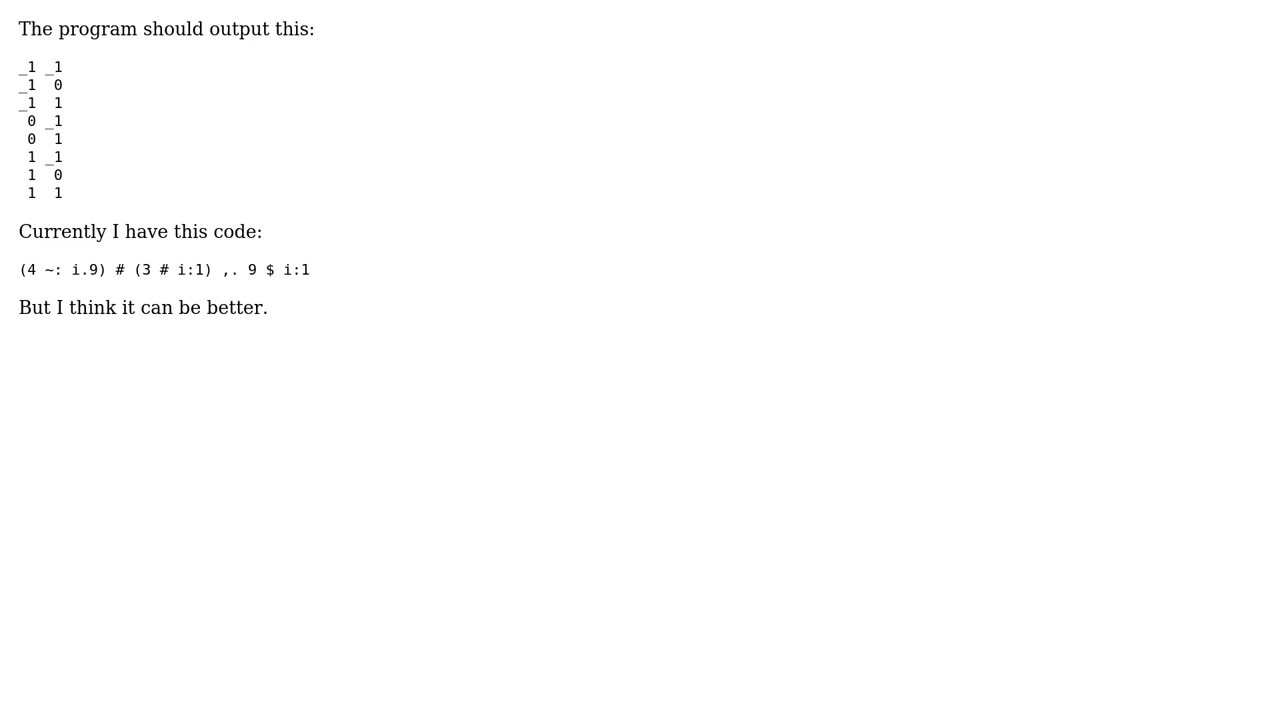 The program should output this:
_1 _1
_1  0
_1  1
 0 _1
 0  1
 1 _1
 1  0
 1  1
Currently I have this code:
(4 ~: i.9) # (3 # i:1) ,. 9 $ i:1
But I think it can be better.